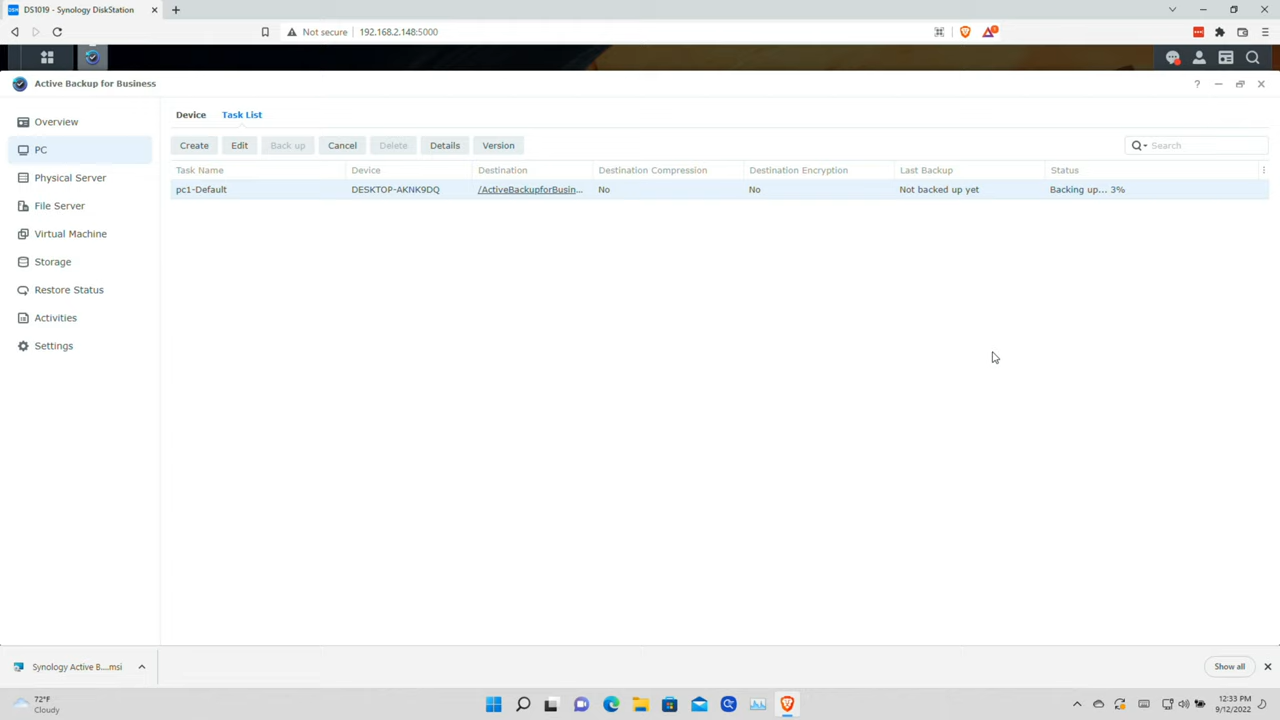 DS1019 - Synology DiskStation
Not secure 192.168.2.148:5000
Active Backup for Business
Overview
PC
Physical Server
File Server
Virtual Machine
Storage
Restore Status
Activities
Settings
Device Task List
Create Edit Back up Cancel Delete Details Version Search
Task Name Device Destination Destination Compression Destination Encryption Last Backup Status
pc1-Default DESKTOP-AKNK9DQ /ActiveBackupforBusin... No No Not backed up yet Backing up... 3%
Synology Active B....msi Show all
72°F
Cloudy
12:33 PM
9/12/2022